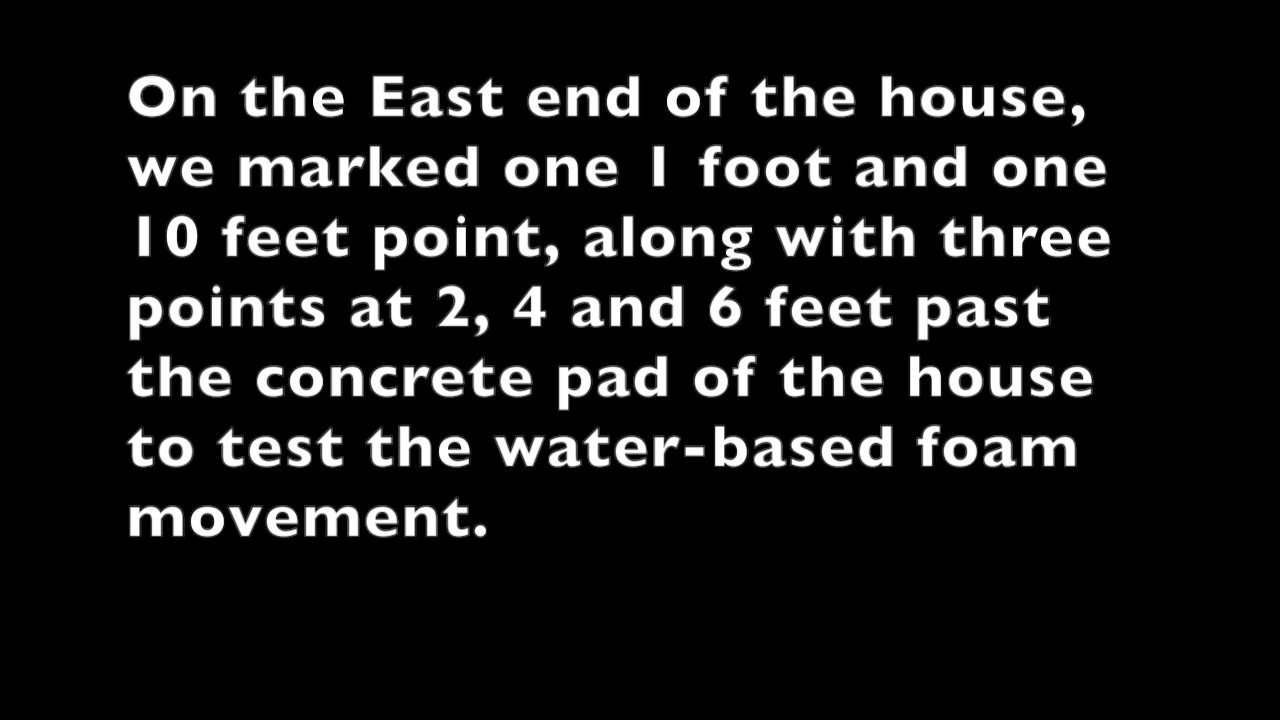 On the East end of the house,
we marked one 1 foot and one
10 feet point, along with three
points at 2, 4 and 6 feet past
the concrete pad of the house
to test the water-based foam
movement.